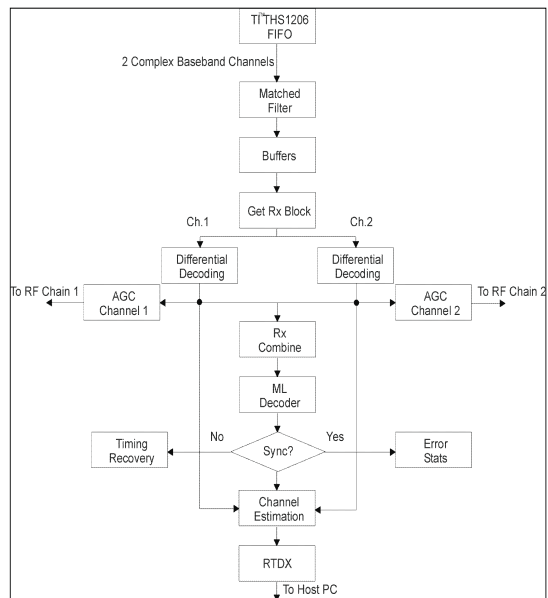 TI™THS1206
FIFO
2 Complex Baseband Channels
Matched
Filter
Buffers
Get Rx Block
Ch.1
Ch.2
Differential
Decoding
Differential
Decoding
To RF Chain 1
AGC
Channel 1
AGC
Channel 2
To RF Chain 2
Rx
Combine
ML
Decoder
No
Yes
Timing
Recovery
Sync?
Error
Stats
Channel
Estimation
RTDX
To Host PC